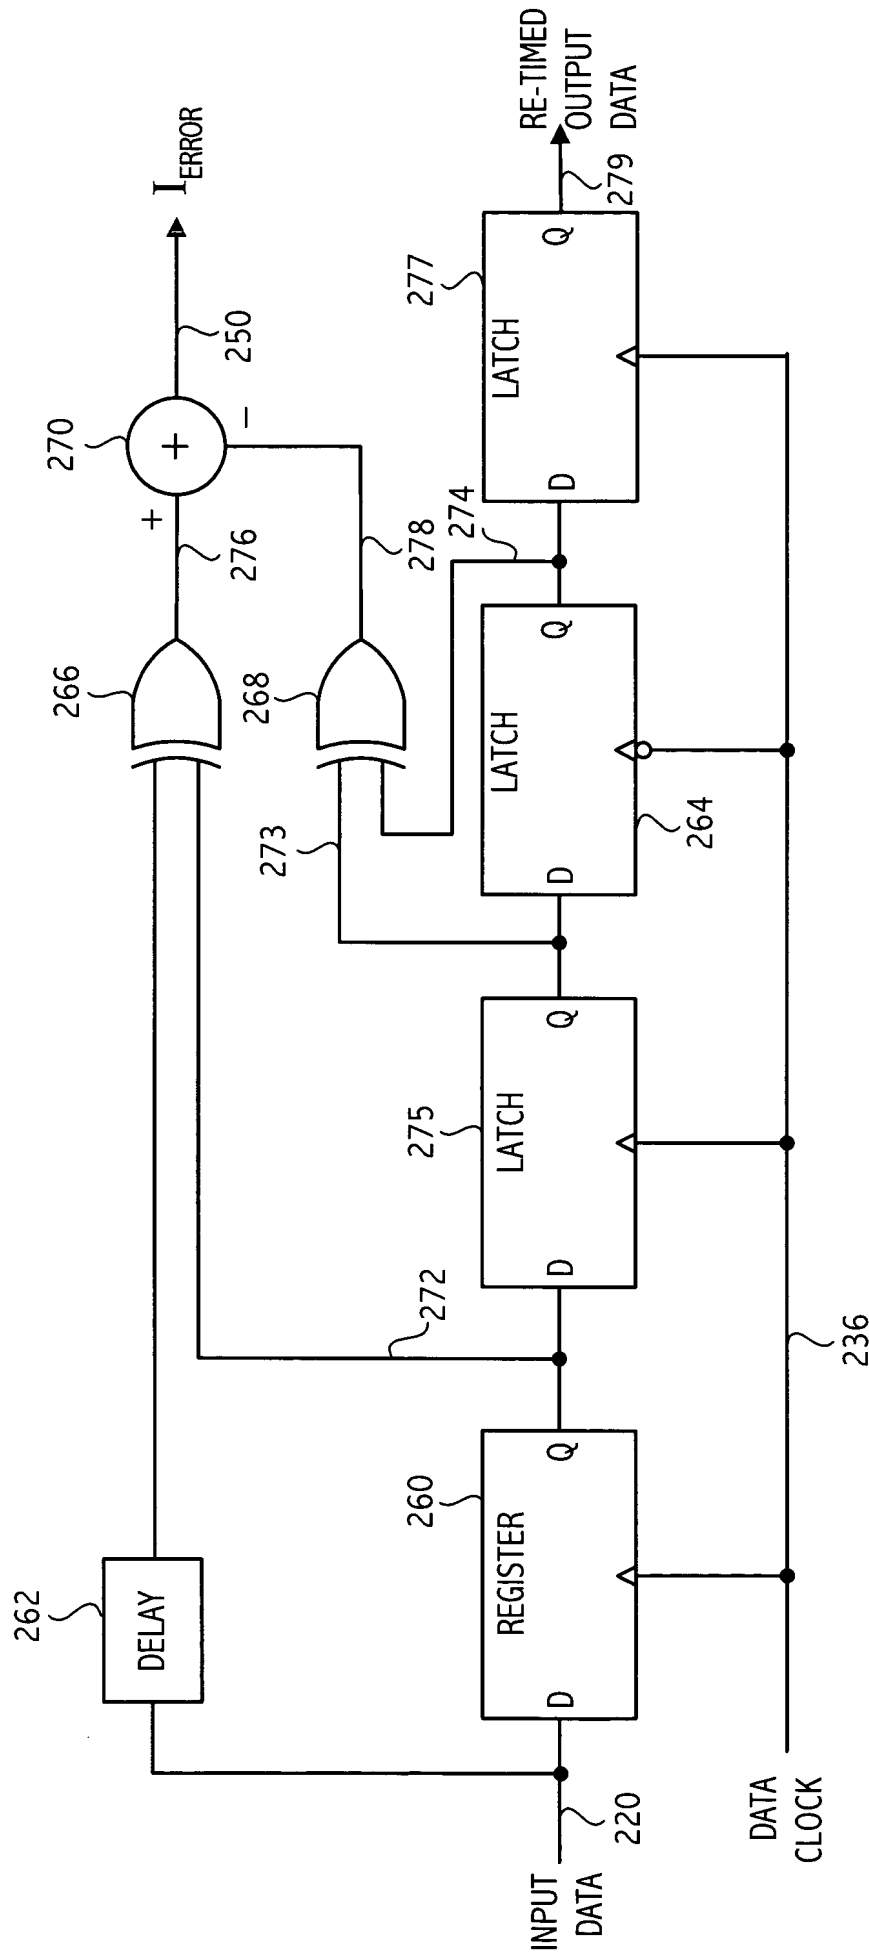 262
DELAY
266
270
+
+
−
276
250
I_ERROR
268
278
273
272
274
260
REGISTER
D
Q
275
LATCH
D
Q
LATCH
D
Q
264
277
LATCH
D
Q
279
RE-TIMED
OUTPUT
DATA
INPUT
DATA
220
DATA
CLOCK
236